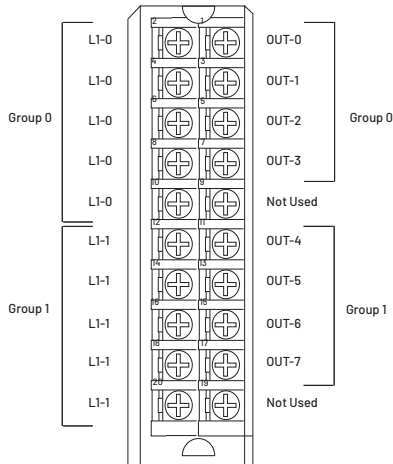 2 1
L1-0 OUT-0
4 3
L1-0 OUT-1
6 5
Group 0 L1-0 OUT-2 Group 0
8 7
L1-0 OUT-3
10 9
L1-0 Not Used
12 11
L1-1 OUT-4
14 13
L1-1 OUT-5
16 15
Group 1 L1-1 OUT-6 Group 1
18 17
L1-1 OUT-7
20 19
L1-1 Not Used